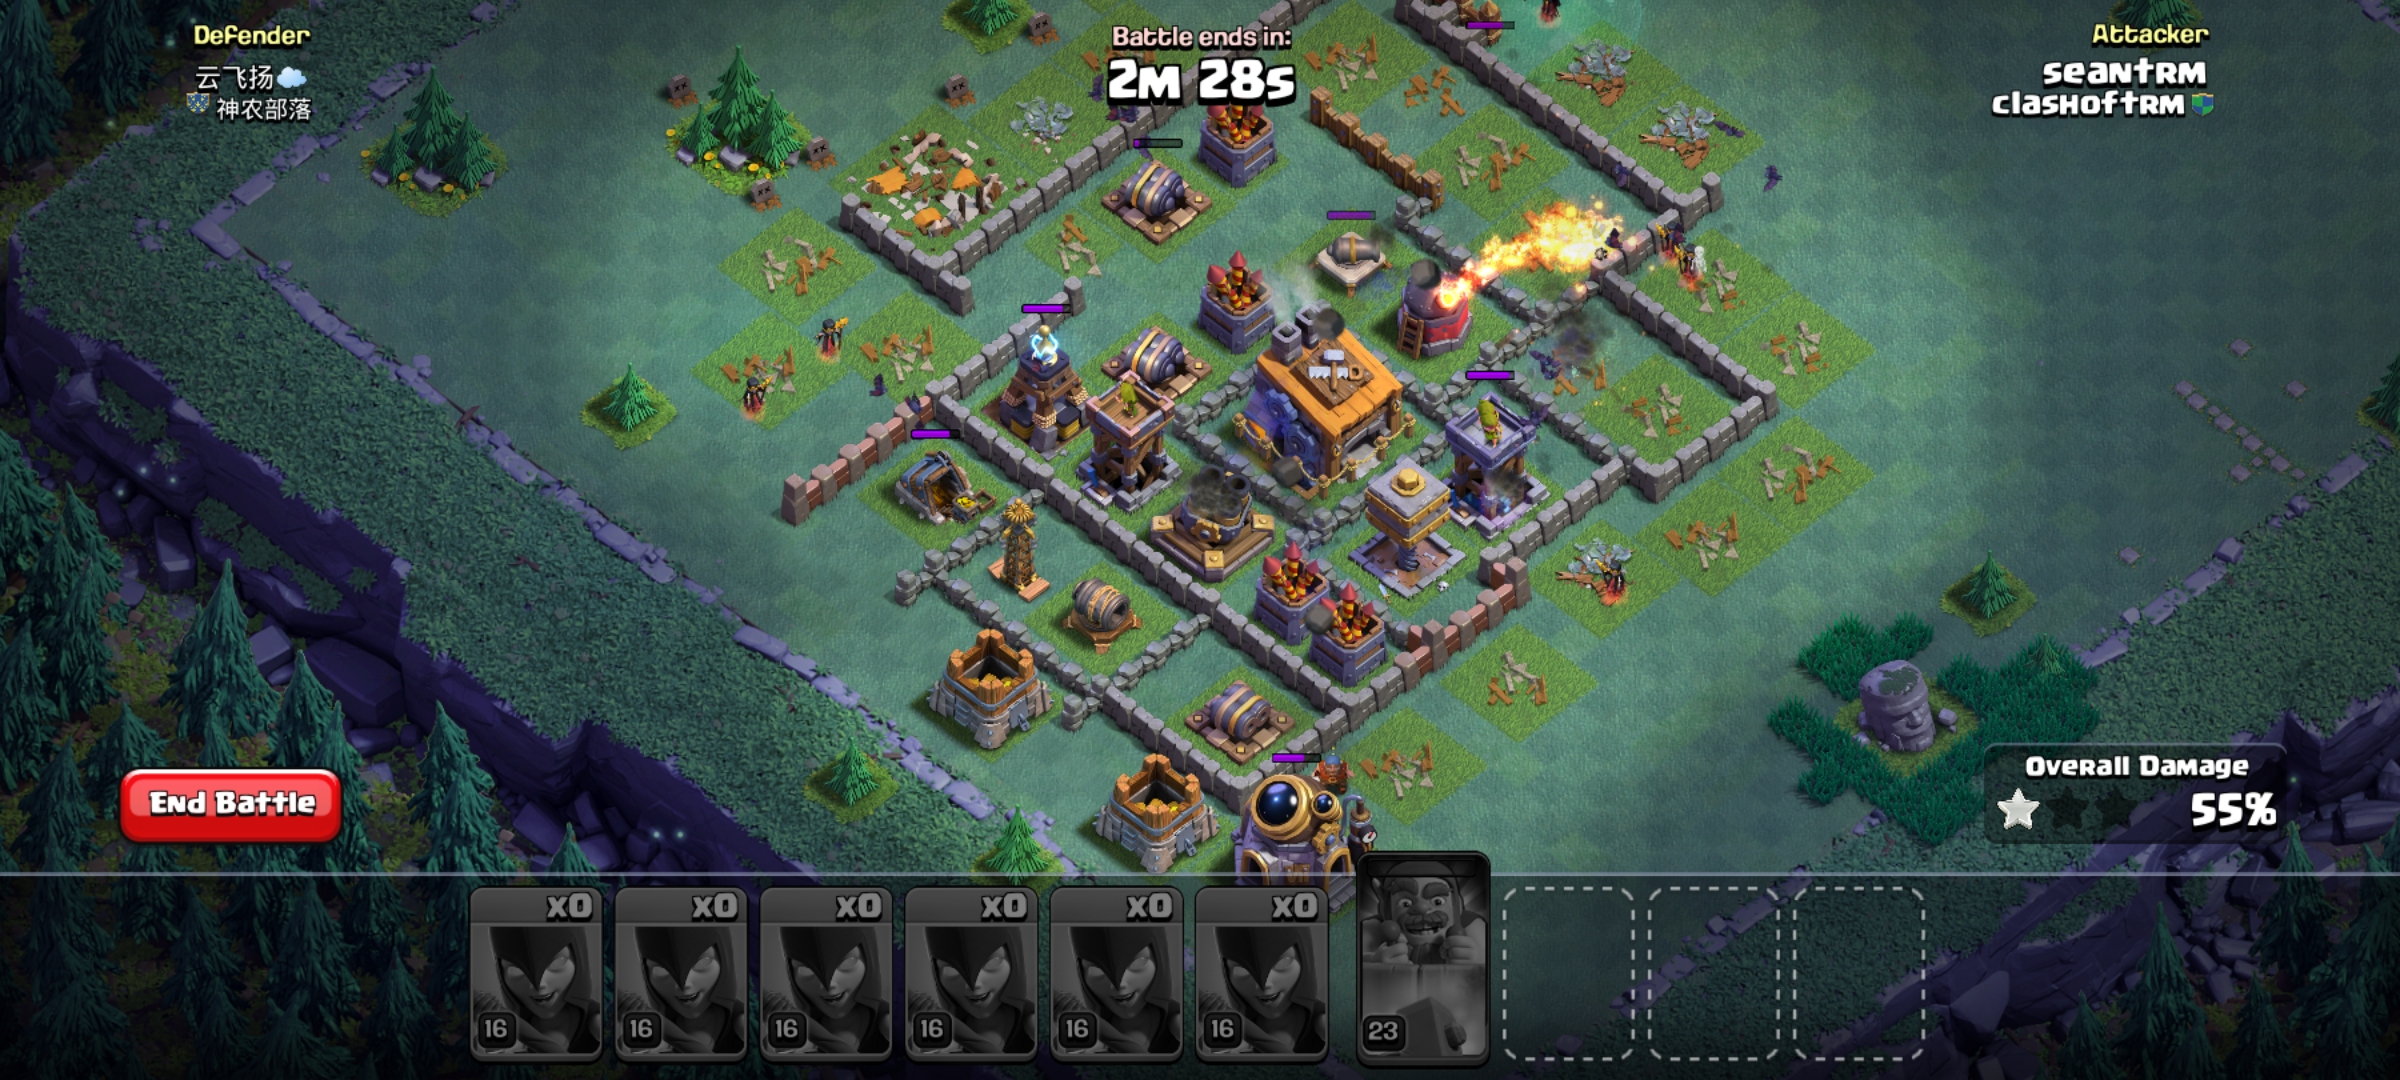 Defender
云飞扬☁️
神农部落
Battle ends in:
2M 28s
Attacker
seantRM
clashoftRM
End Battle
Overall Damage
55%
x0 x0 x0 x0 x0 x0
16 16 16 16 16 16 23